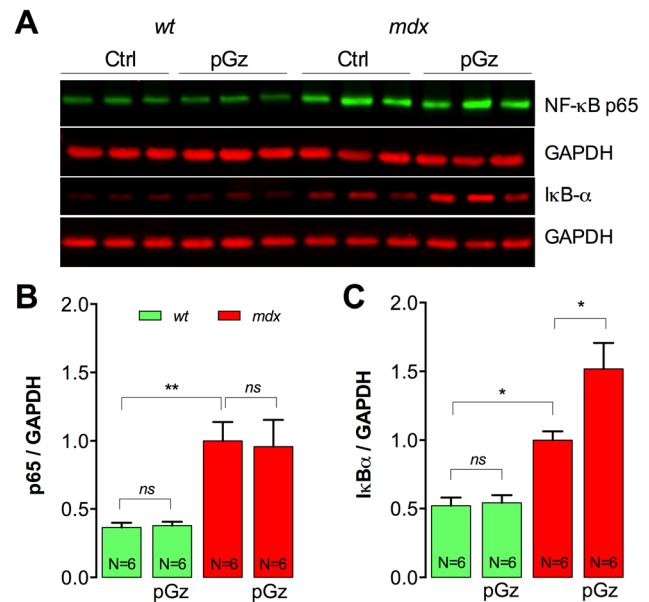 A
wt mdx
Ctrl pGz Ctrl pGz
NF-κB p65
GAPDH
IκB-α
GAPDH
B
p65 / GAPDH
2.0
1.5
1.0
0.5
0.0
wt mdx
** ns
ns
N=6 N=6 N=6 N=6
pGz pGz
C
IκBα / GAPDH
2.0
1.5
1.0
0.5
0.0
*
*
ns
N=6 N=6 N=6 N=6
pGz pGz